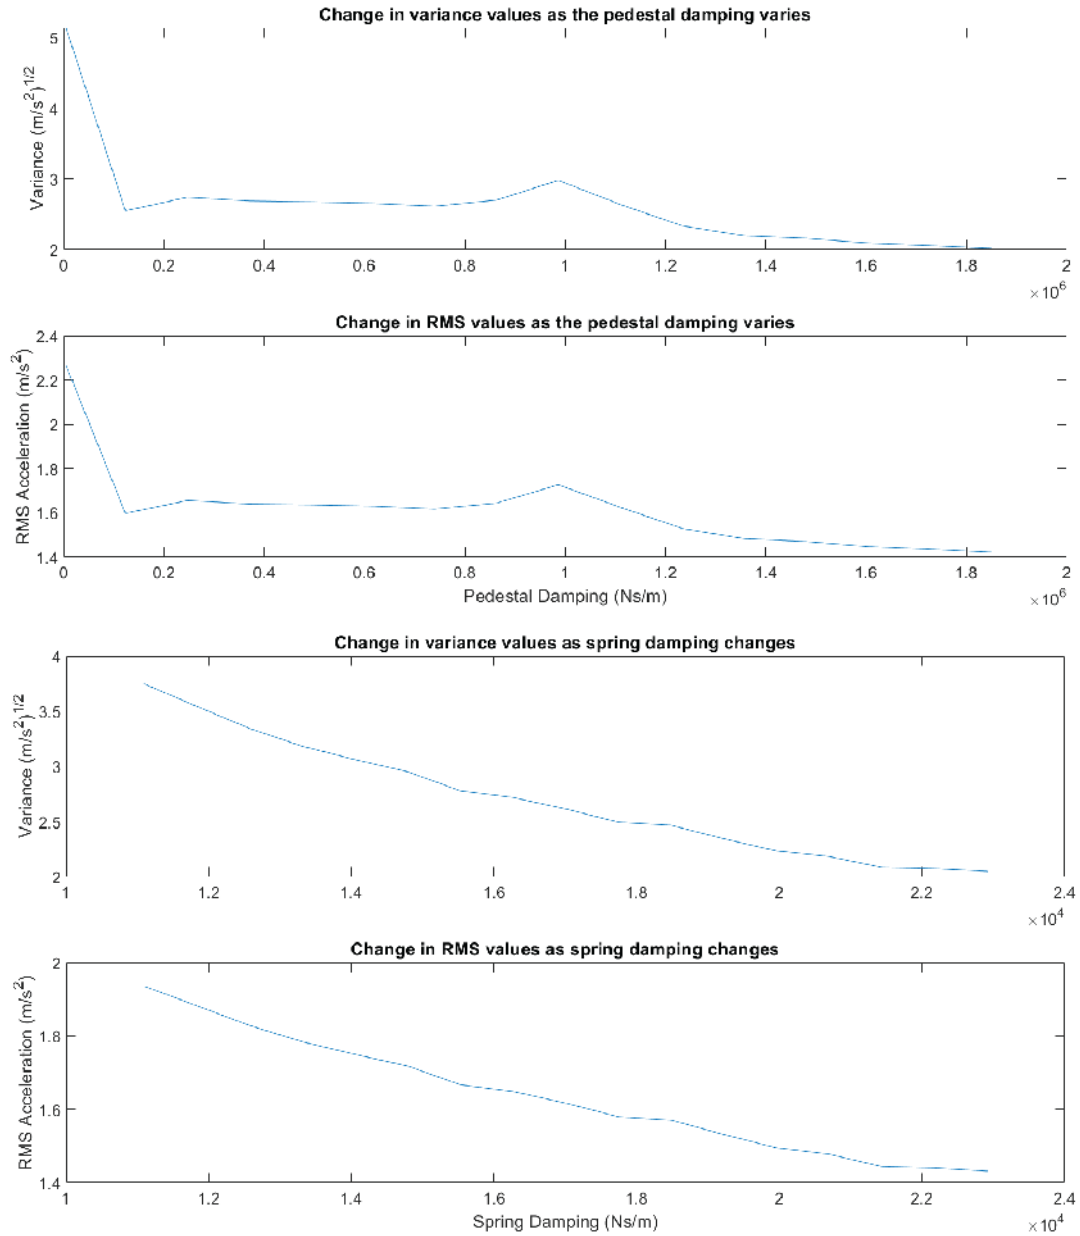 Change in variance values as the pedestal damping varies
Variance (m/s²)^1/2
5
4
3
2
0 0.2 0.4 0.6 0.8 1 1.2 1.4 1.6 1.8 2
×10⁶
Change in RMS values as the pedestal damping varies
RMS Acceleration (m/s²)
2.4
2.2
2
1.8
1.6
1.4
0 0.2 0.4 0.6 0.8 1 1.2 1.4 1.6 1.8 2
Pedestal Damping (Ns/m)
×10⁶
Change in variance values as spring damping changes
Variance (m/s²)^1/2
4
3.5
3
2.5
2
1 1.2 1.4 1.6 1.8 2 2.2 2.4
×10⁴
Change in RMS values as spring damping changes
RMS Acceleration (m/s²)
2
1.8
1.6
1.4
1 1.2 1.4 1.6 1.8 2 2.2 2.4
Spring Damping (Ns/m)
×10⁴